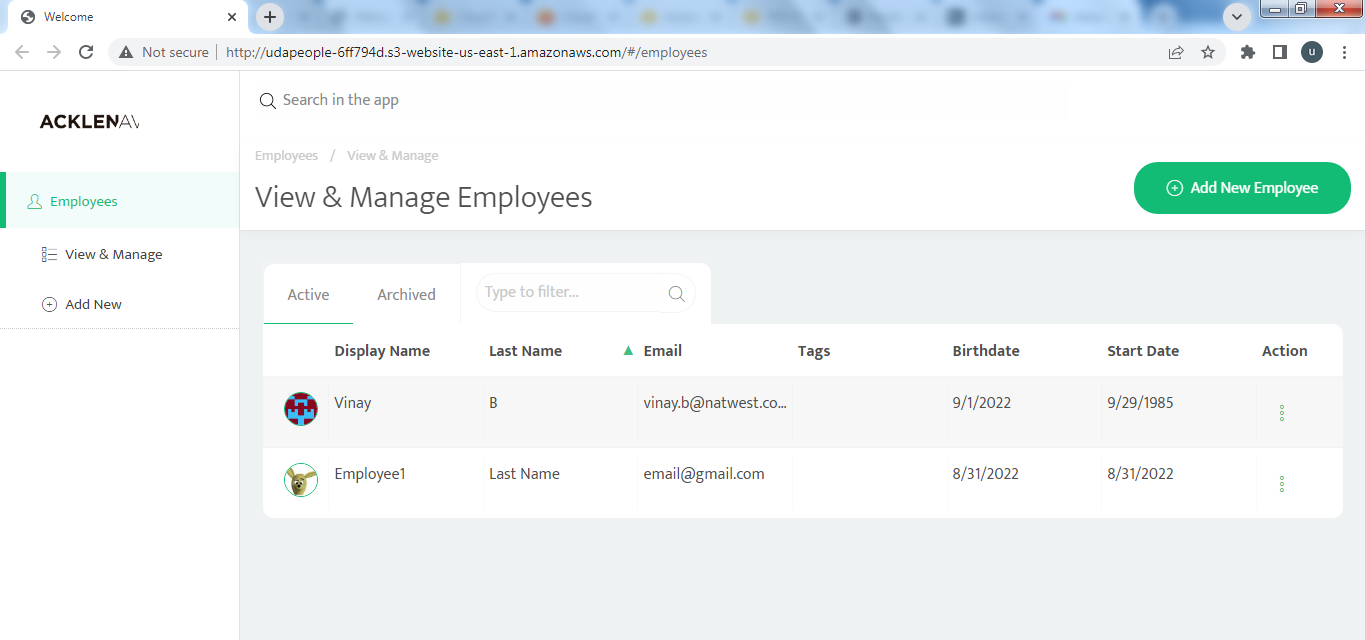 Welcome
Not secure
http://udapeople-6ff794d.s3-website-us-east-1.amazonaws.com/#/employees
u
ACKLENAV
Search in the app
Employees
View & Manage
Add New
Employees / View & Manage
View & Manage Employees
Add New Employee
Active Archived Type to filter...
Display Name Last Name Email Tags Birthdate Start Date Action
Vinay B vinay.b@natwest.co... 9/1/2022 9/29/1985
Employee1 Last Name email@gmail.com 8/31/2022 8/31/2022